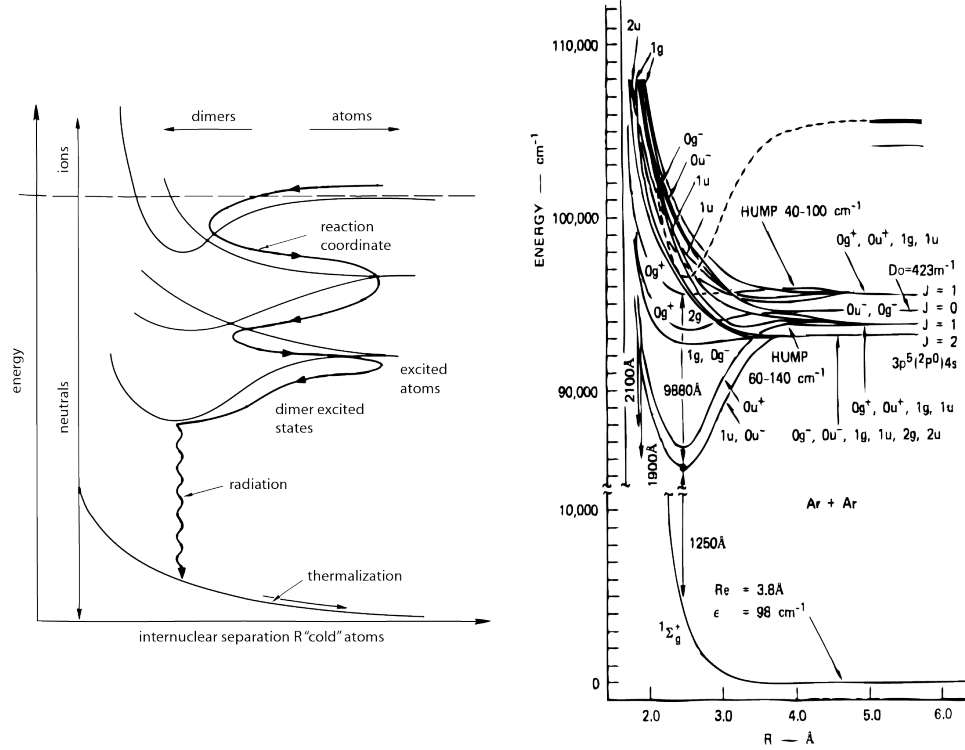 dimers
atoms
ions
reaction
coordinate
energy
neutrals
excited
atoms
dimer excited
states
radiation
thermalization
internuclear separation R "cold" atoms
2u
1g
110,000
0g⁻
0u⁻
1u
1u
ENERGY — cm⁻¹
100,000
HUMP 40-100 cm⁻¹
0g⁺, 0u⁺, 1g, 1u
D₀=423m⁻¹
0g⁺
J = 1
0u⁻, 0g⁻
J = 0
0g⁺
2g
J = 1
J = 2
1g, 0g⁻
HUMP
60-140 cm⁻¹
3p⁵(²P⁰)4s
2100Å
9880Å
90,000
0u⁺
0g⁺, 0u⁺, 1g, 1u
1u, 0u⁻
0g⁻, 0u⁻, 1g, 1u, 2g, 2u
1900Å
10,000
Ar + Ar
1250Å
Re = 3.8Å
ϵ = 98 cm⁻¹
¹Σg⁺
0
2.0
3.0
4.0
5.0
6.0
R — Å